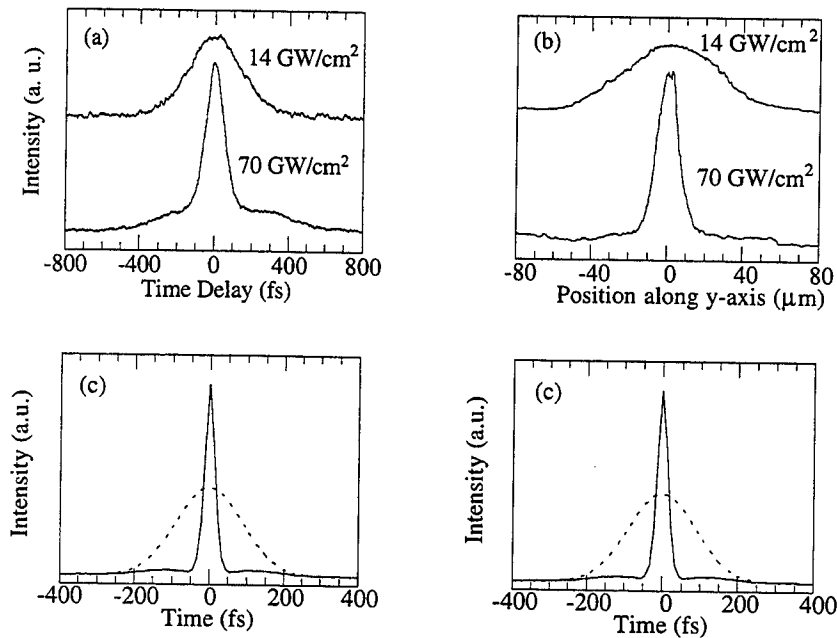 (a)
14 GW/cm²
70 GW/cm²
Intensity (a. u.)
-800 -400 0 400 800
Time Delay (fs)
(b)
14 GW/cm²
70 GW/cm²
-80 -40 0 40 80
Position along y-axis (μm)
(c)
Intensity (a.u.)
-400 -200 0 200 400
Time (fs)
(c)
Intensity (a.u.)
-400 -200 0 200 400
Time (fs)